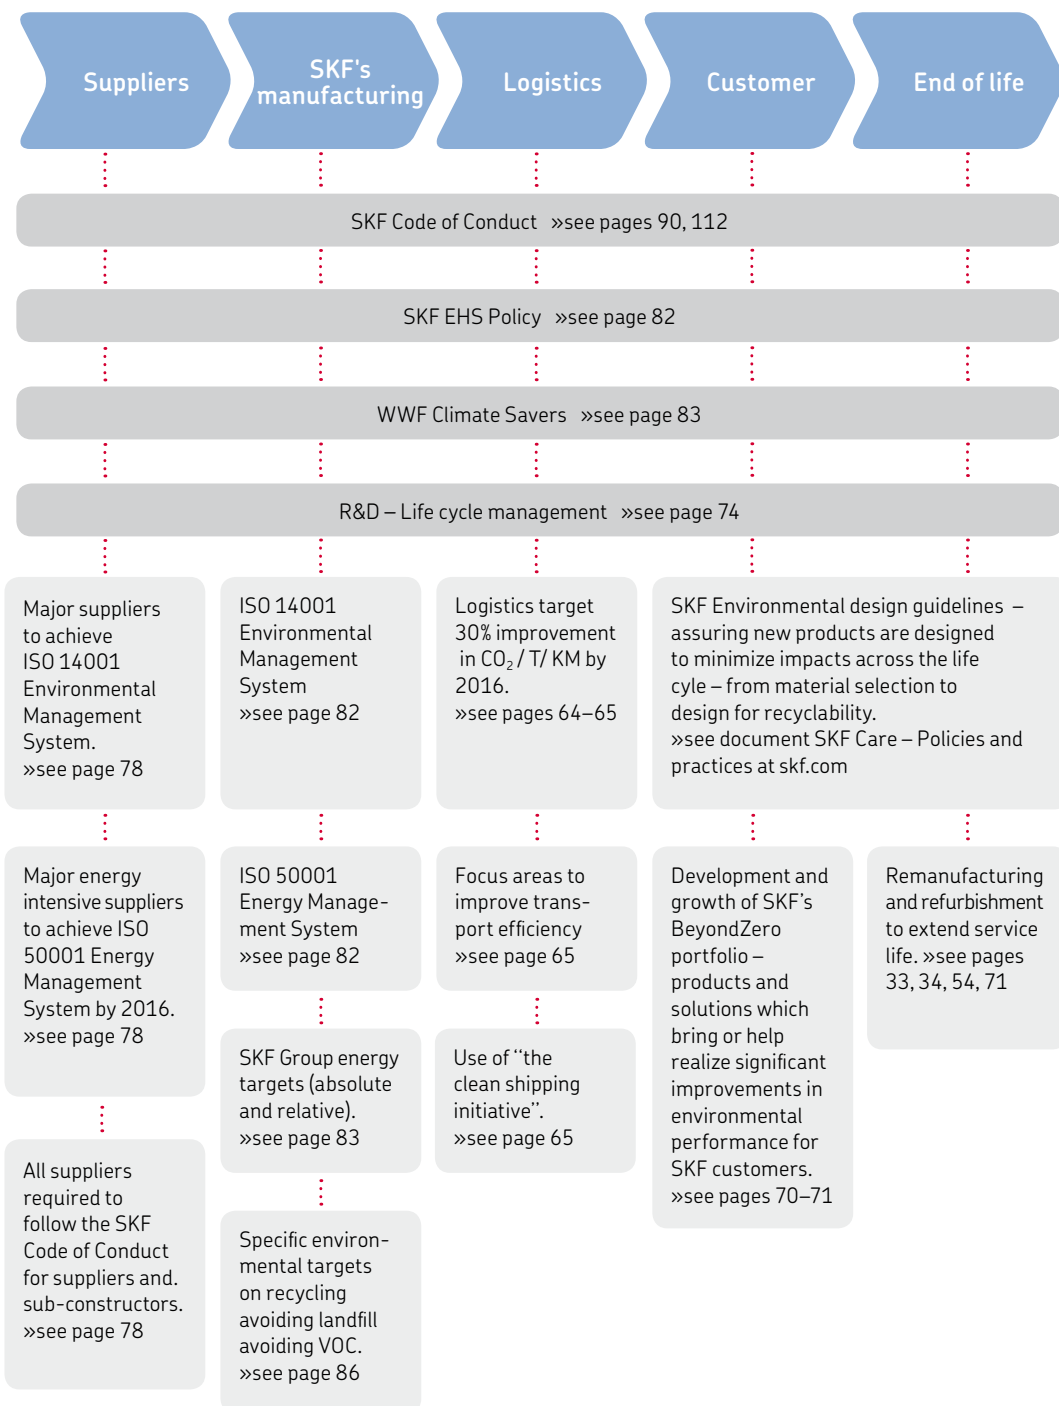 Suppliers
SKF's
manufacturing
Logistics
Customer
End of life
SKF Code of Conduct »see pages 90, 112
SKF EHS Policy »see page 82
WWF Climate Savers »see page 83
R&D – Life cycle management »see page 74
Major suppliers
to achieve
ISO 14001
Environmental
Management
System.
»see page 78
ISO 14001
Environmental
Management
System
»see page 82
Logistics target
30% improvement
in CO₂ / T/ KM by
2016.
»see pages 64–65
SKF Environmental design guidelines –
assuring new products are designed
to minimize impacts across the life
cyle – from material selection to
design for recyclability.
»see document SKF Care – Policies and
practices at skf.com
Major energy
intensive suppliers
to achieve ISO
50001 Energy
Management
System by 2016.
»see page 78
ISO 50001
Energy Manage-
ment System
»see page 82
Focus areas to
improve trans-
port efficiency
»see page 65
Development and
growth of SKF's
BeyondZero
portfolio –
products and
solutions which
bring or help
realize significant
improvements in
environmental
performance for
SKF customers.
»see pages 70–71
Remanufacturing
and refurbishment
to extend service
life. »see pages
33, 34, 54, 71
SKF Group energy
targets (absolute
and relative).
»see page 83
Use of ‘‘the
clean shipping
initiative’’.
»see page 65
All suppliers
required to
follow the SKF
Code of Conduct
for suppliers and.
sub-constructors.
»see page 78
Specific environ-
mental targets
on recycling
avoiding landfill
avoiding VOC.
»see page 86